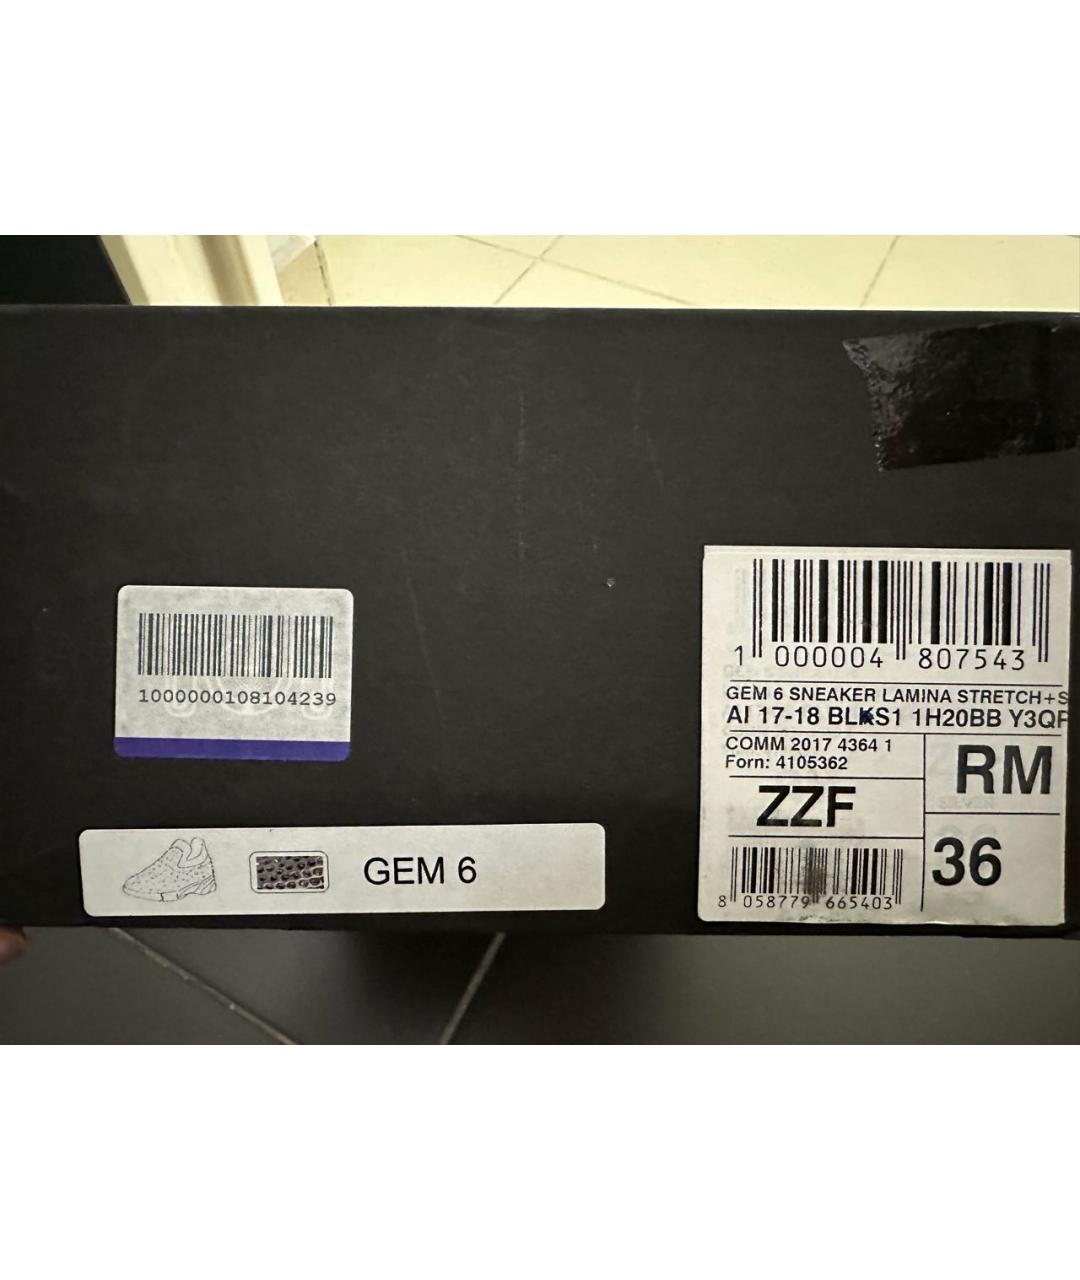 1000000108104239
GEM 6
1 000004 807543
GEM 6 SNEAKER LAMINA STRETCH+S
AI 17-18 BLKS1 1H20BB Y3QF
COMM 2017 4364 1
Forn: 4105362
RM
ZZF
SILVER
36
8 058779 665403